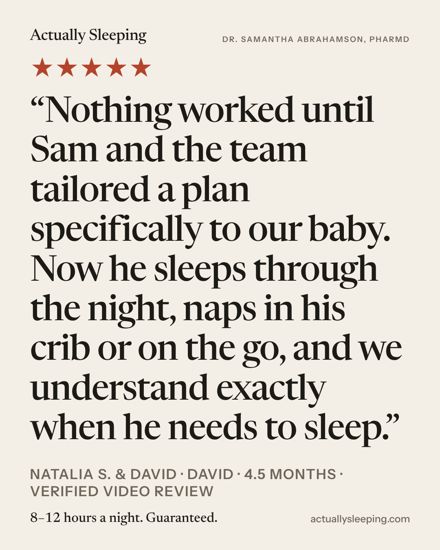 Actually Sleeping
DR. SAMANTHA ABRAHAMSON, PHARMD
“Nothing worked until
Sam and the team
tailored a plan
specifically to our baby.
Now he sleeps through
the night, naps in his
crib or on the go, and we
understand exactly
when he needs to sleep.”
NATALIA S. & DAVID · DAVID · 4.5 MONTHS ·
VERIFIED VIDEO REVIEW
8–12 hours a night. Guaranteed.
actuallysleeping.com